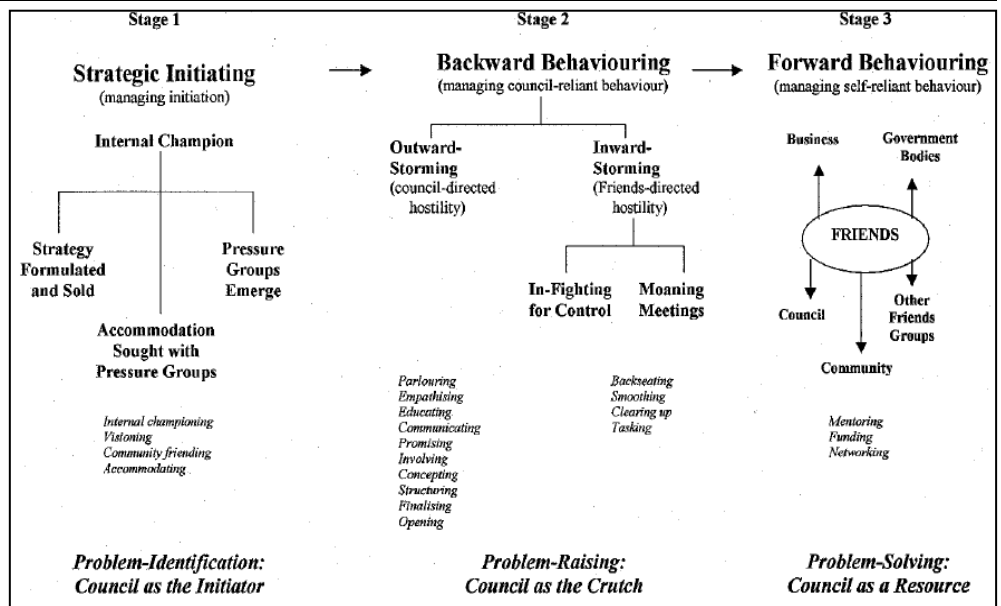 Stage 1
Strategic Initiating
(managing initiation)
Internal Champion
Strategy
Formulated
and Sold
Pressure
Groups
Emerge
Accommodation
Sought with
Pressure Groups
Internal championing
Visioning
Community friending
Accommodating
Problem-Identification:
Council as the Initiator
Stage 2
Backward Behaviouring
(managing council-reliant behaviour)
Outward-
Storming
(council-directed
hostility)
Inward-
Storming
(Friends-directed
hostility)
In-Fighting
for Control
Moaning
Meetings
Parlouring
Empathising
Educating
Communicating
Promising
Involving
Concepting
Structuring
Finalising
Opening
Backseating
Smoothing
Clearing up
Tasking
Problem-Raising:
Council as the Crutch
Stage 3
Forward Behaviouring
(managing self-reliant behaviour)
Business
Government
Bodies
FRIENDS
Council
Other
Friends
Groups
Community
Mentoring
Funding
Networking
Problem-Solving:
Council as a Resource